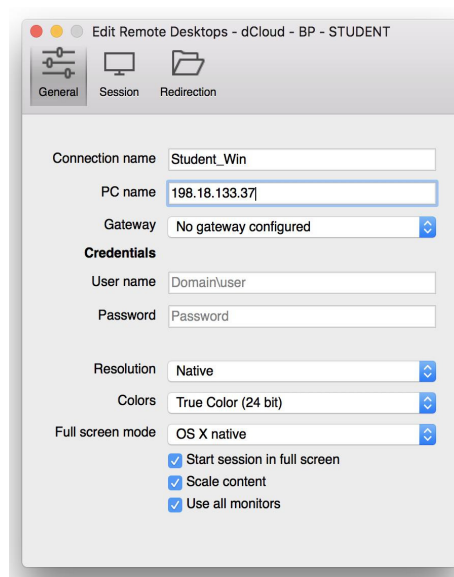 Edit Remote Desktops - dCloud - BP - STUDENT
General Session Redirection
Connection name Student_Win
PC name 198.18.133.37
Gateway No gateway configured
Credentials
User name Domain\user
Password Password
Resolution Native
Colors True Color (24 bit)
Full screen mode OS X native
Start session in full screen
Scale content
Use all monitors